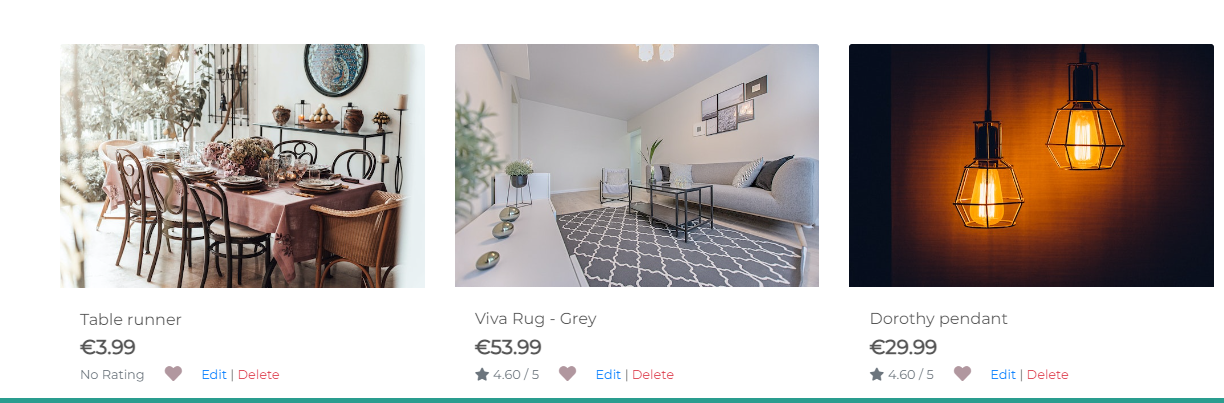 Table runner
€3.99
No Rating Edit | Delete
Viva Rug - Grey
€53.99
4.60 / 5 Edit | Delete
Dorothy pendant
€29.99
4.60 / 5 Edit | Delete